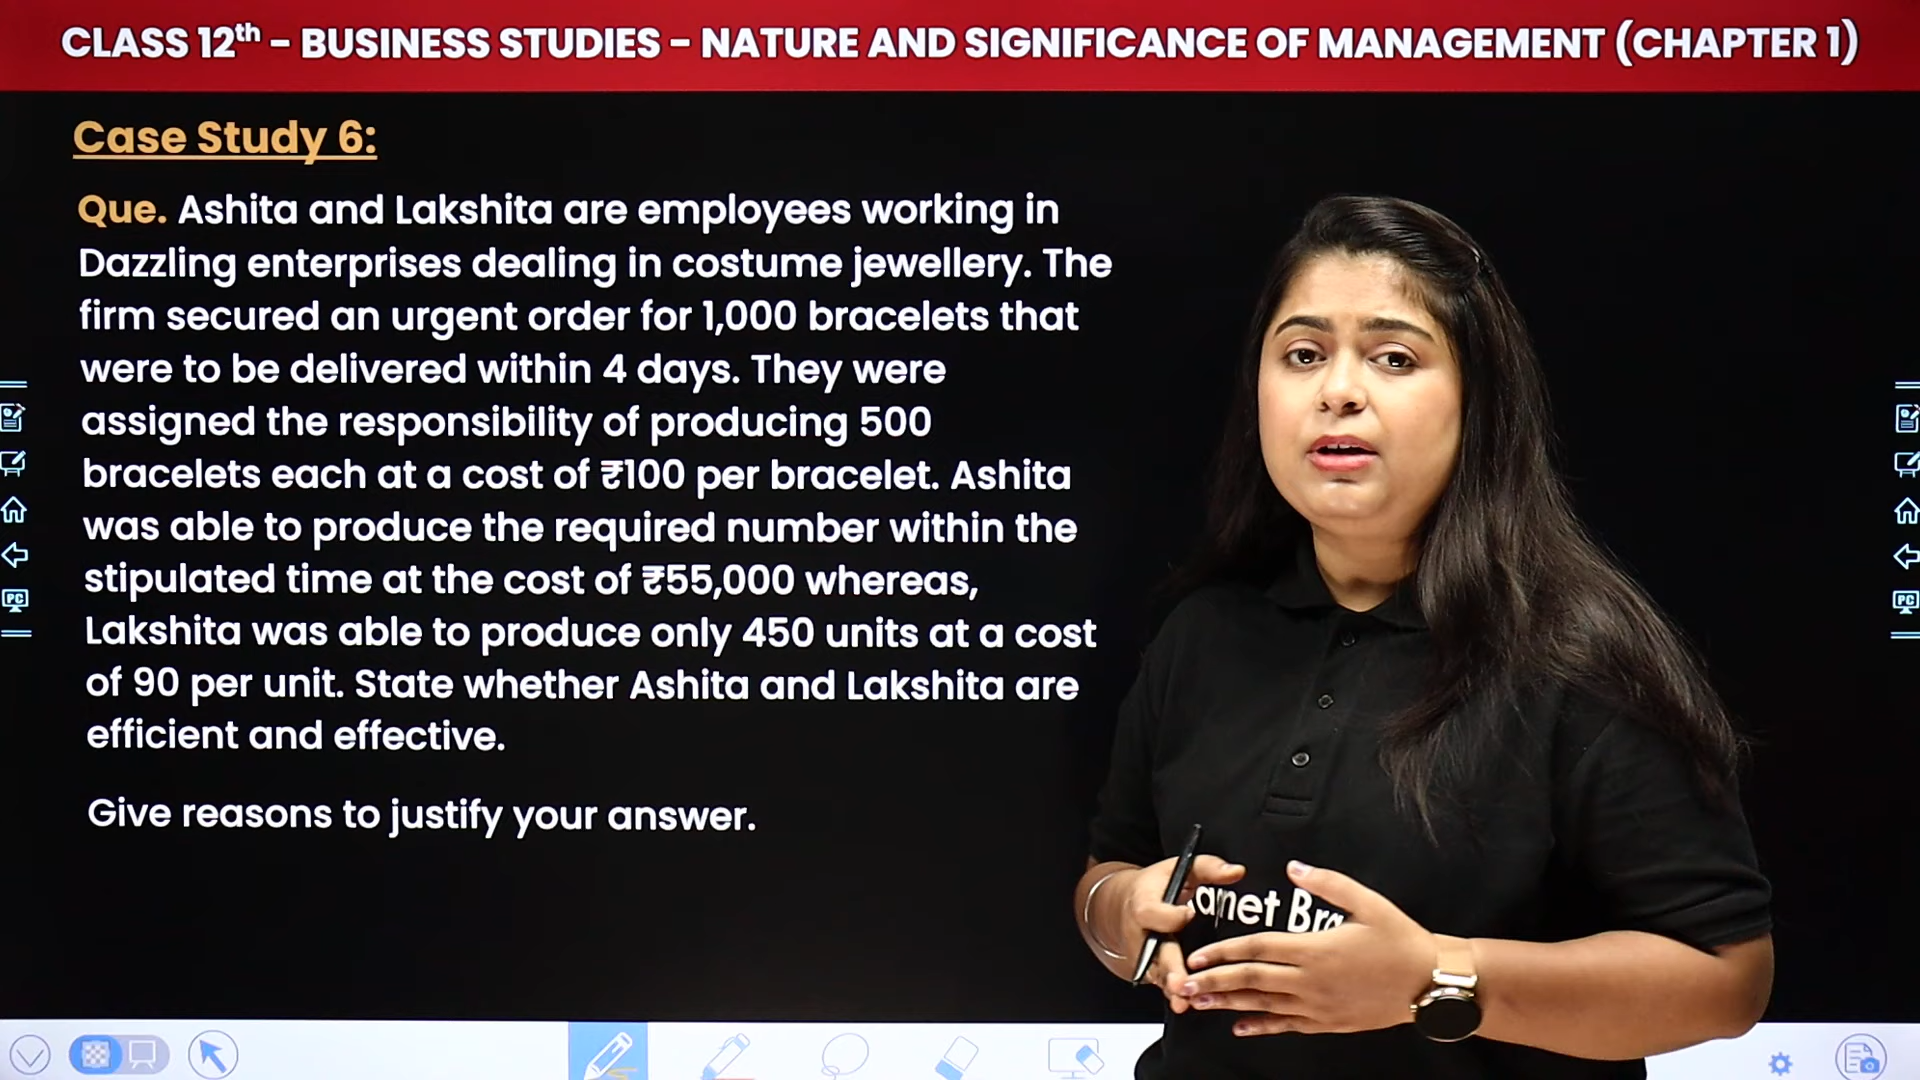 CLASS 12th - BUSINESS STUDIES - NATURE AND SIGNIFICANCE OF MANAGEMENT (CHAPTER 1)
Case Study 6:
Que. Ashita and Lakshita are employees working in
Dazzling enterprises dealing in costume jewellery. The
firm secured an urgent order for 1,000 bracelets that
were to be delivered within 4 days. They were
assigned the responsibility of producing 500
bracelets each at a cost of ₹100 per bracelet. Ashita
was able to produce the required number within the
stipulated time at the cost of ₹55,000 whereas,
Lakshita was able to produce only 450 units at a cost
of 90 per unit. State whether Ashita and Lakshita are
efficient and effective.
Give reasons to justify your answer.
PC
PC